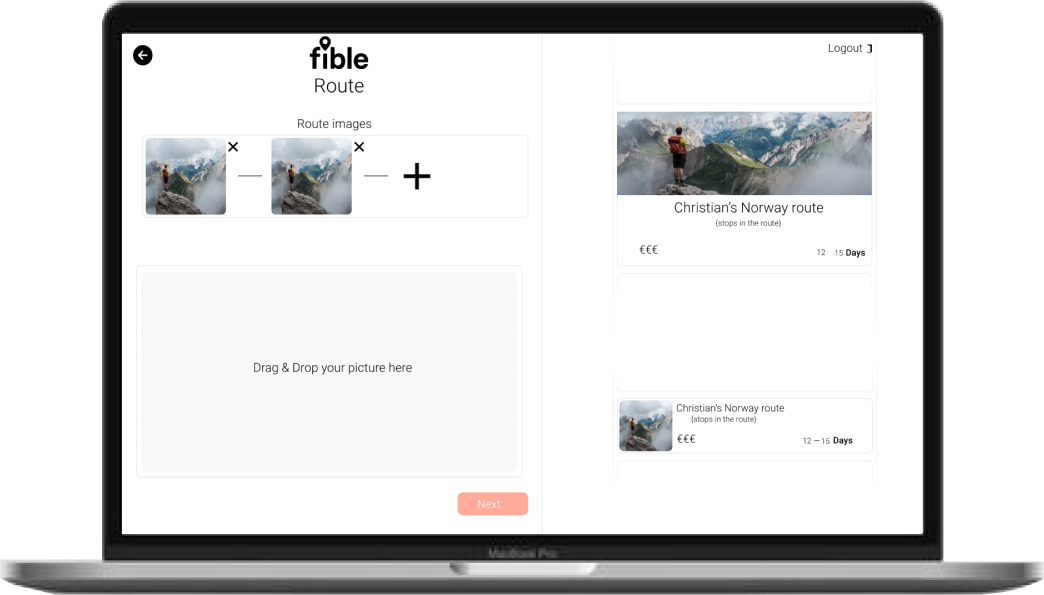 fible
Route
Route images
Drag & Drop your picture here
Next
Logout
Christian's Norway route
{stops in the route}
€€€
12 15 Days
Christian's Norway route
{stops in the route}
€€€
12 – 15 Days
MacBook Pro